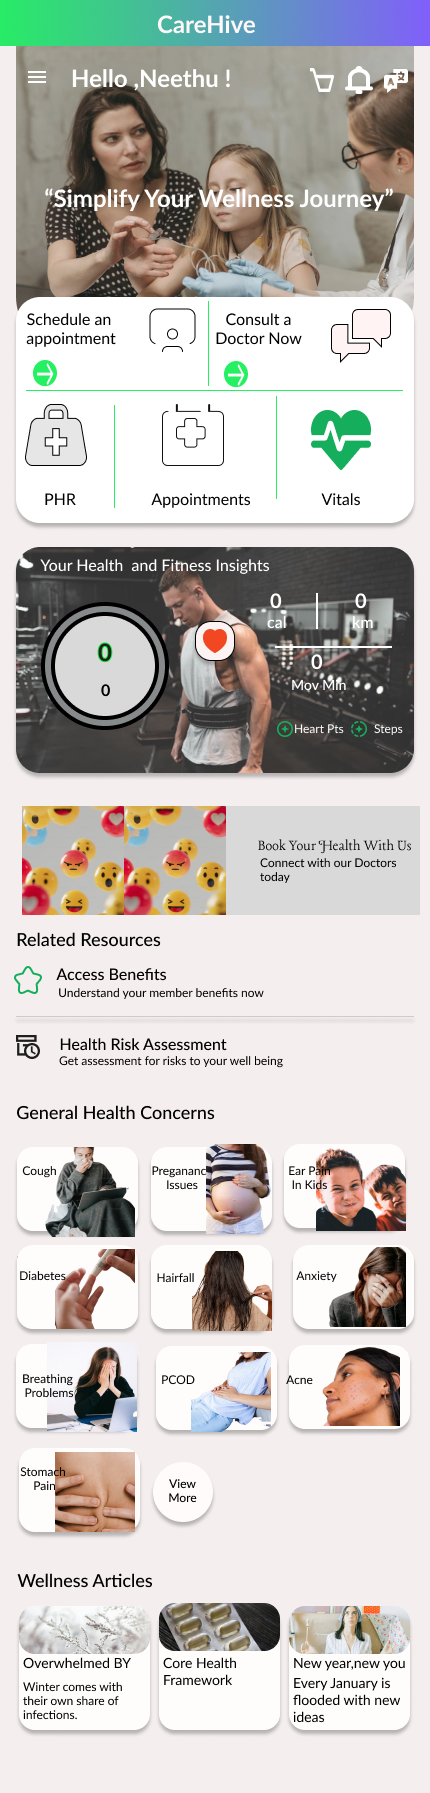 CareHive
Hello ,Neethu !
“Simplify Your Wellness Journey”
Schedule an
appointment
Consult a
Doctor Now
PHR
Appointments
Vitals
Your Health  and Fitness Insights
0
0
0
cal
0
km
0
Mov Min
Heart Pts
Steps
Book Your Health With Us
Connect with our Doctors
today
Related Resources
Access Benefits
Understand your member benefits now
Health Risk Assessment
Get assessment for risks to your well being
General Health Concerns
Cough
Pregananc
Issues
Ear Pain
In Kids
Diabetes
Hairfall
Anxiety
Breathing
Problems
PCOD
Acne
Stomach
Pain
View
More
Wellness Articles
Overwhelmed BY
Winter comes with
their own share of
infections.
Core Health
Framework
New year,new you
Every January is
flooded with new
ideas